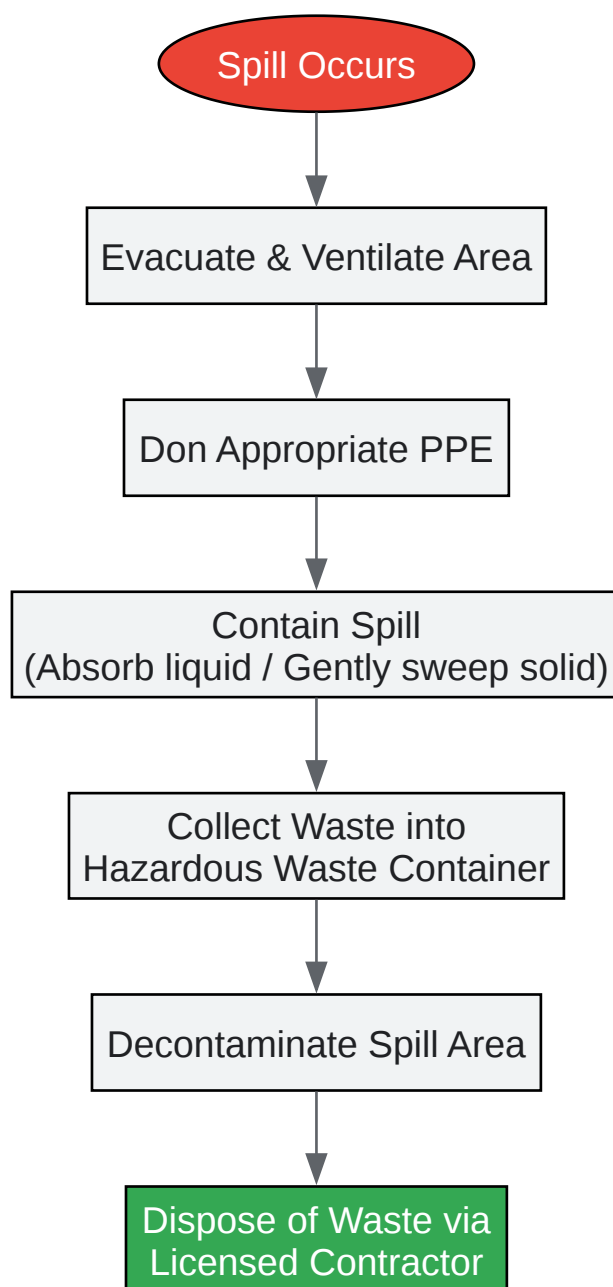 Spill Occurs
Evacuate & Ventilate Area
Don Appropriate PPE
Contain Spill
(Absorb liquid / Gently sweep solid)
Collect Waste into
Hazardous Waste Container
Decontaminate Spill Area
Dispose of Waste via
Licensed Contractor